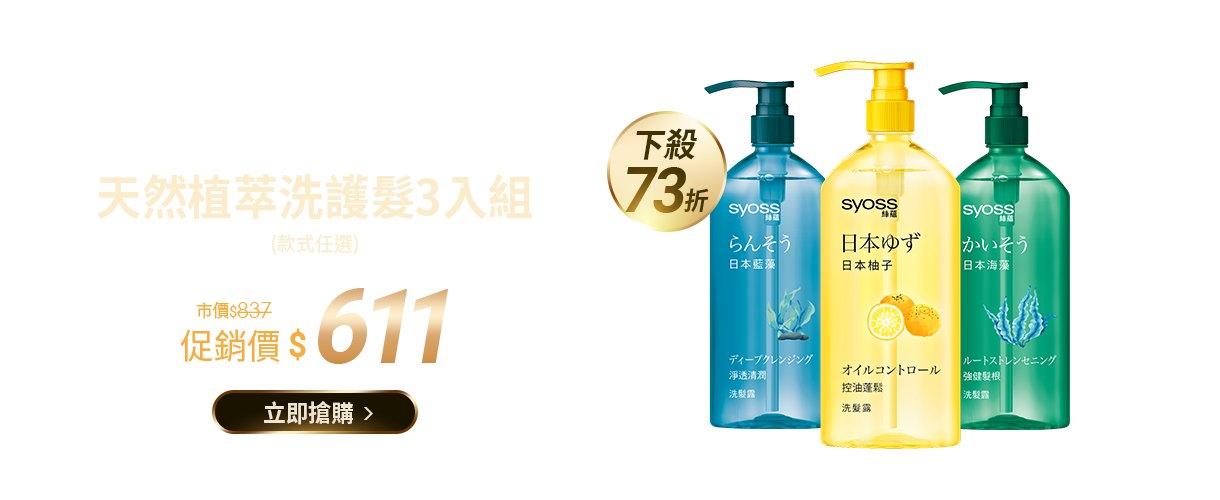 天然植萃洗護髮3入組
(款式任選)
市價$837
促銷價$611
立即搶購 >
下殺
73折
syoss
絲蘊
らんそう
日本藍藻
ディープクレンジング
淨透清潤
洗髮露
syoss
絲蘊
日本ゆず
日本柚子
オイルコントロール
控油蓬鬆
洗髮露
syoss
絲蘊
かいそう
日本海藻
ルートストレンセニング
強健髮根
洗髮露